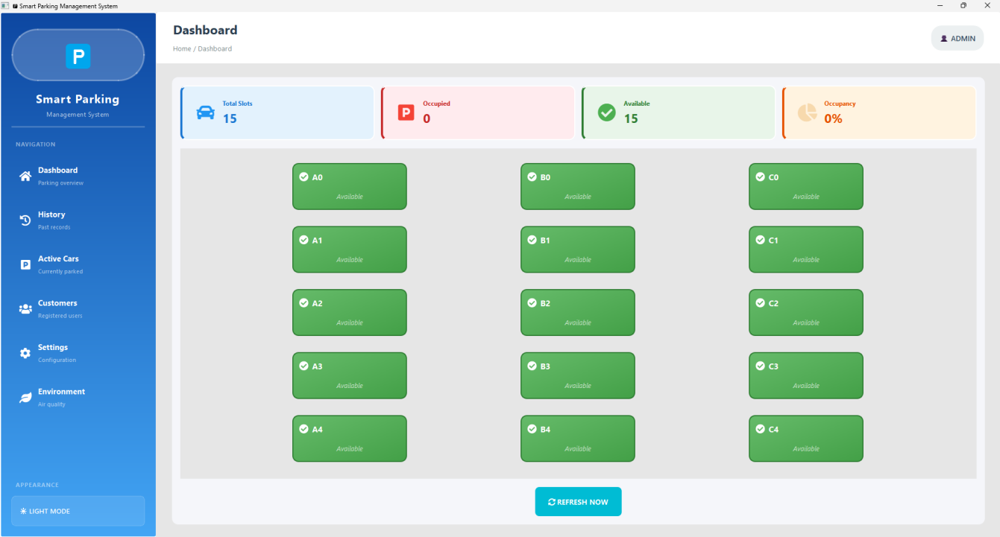 Smart Parking Management System
P
Smart Parking
Management System
NAVIGATION
Dashboard
Parking overview
History
Past records
P
Active Cars
Currently parked
Customers
Registered users
Settings
Configuration
Environment
Air quality
APPEARANCE
LIGHT MODE
Dashboard
Home / Dashboard
ADMIN
Total Slots
15
P
Occupied
0
Available
15
Occupancy
0%
A0
Available
B0
Available
C0
Available
A1
Available
B1
Available
C1
Available
A2
Available
B2
Available
C2
Available
A3
Available
B3
Available
C3
Available
A4
Available
B4
Available
C4
Available
REFRESH NOW